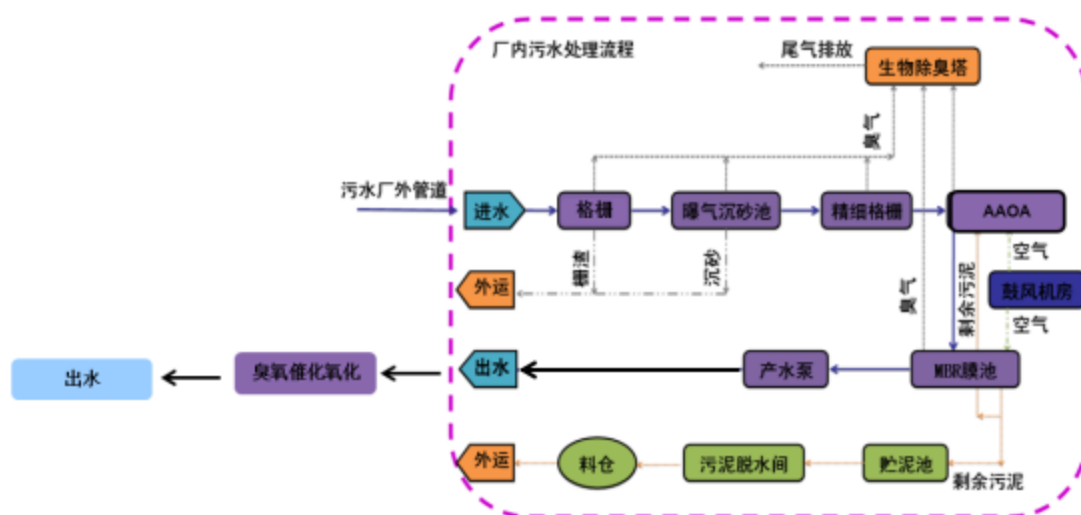 厂内污水处理流程
尾气排放
生物除臭塔
臭气
污水厂外管道
进水
格栅
曝气沉砂池
精细格栅
AAOA
栅渣
沉砂
外运
臭气
剩余污泥
空气
鼓风机房
空气
出水
臭氧催化氧化
出水
产水泵
MBR膜池
外运
料仓
污泥脱水间
贮泥池
剩余污泥